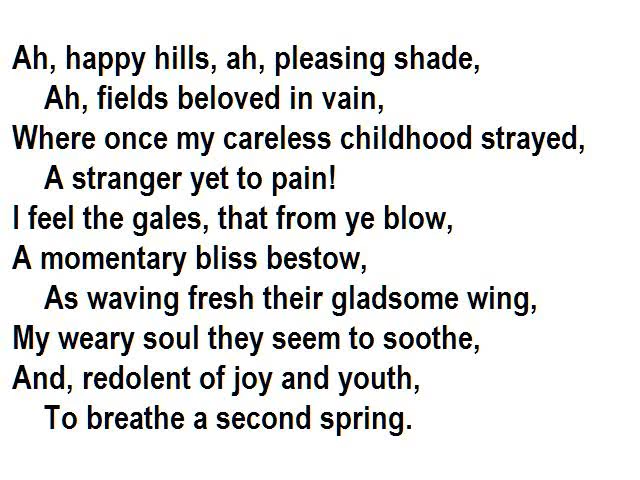 Ah, happy hills, ah, pleasing shade,
Ah, fields beloved in vain,
Where once my careless childhood strayed,
A stranger yet to pain!
I feel the gales, that from ye blow,
A momentary bliss bestow,
As waving fresh their gladsome wing,
My weary soul they seem to soothe,
And, redolent of joy and youth,
To breathe a second spring.